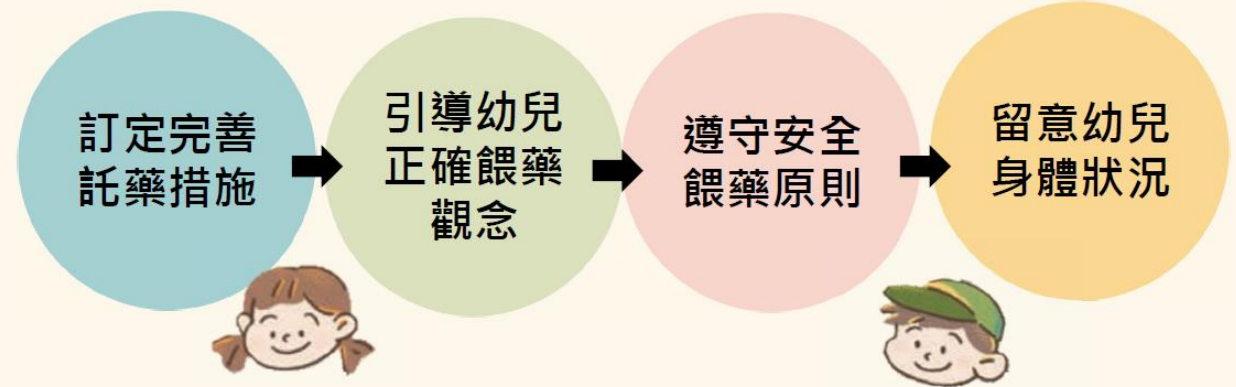 訂定完善
託藥措施
引導幼兒
正確餵藥
觀念
遵守安全
餵藥原則
留意幼兒
身體狀況